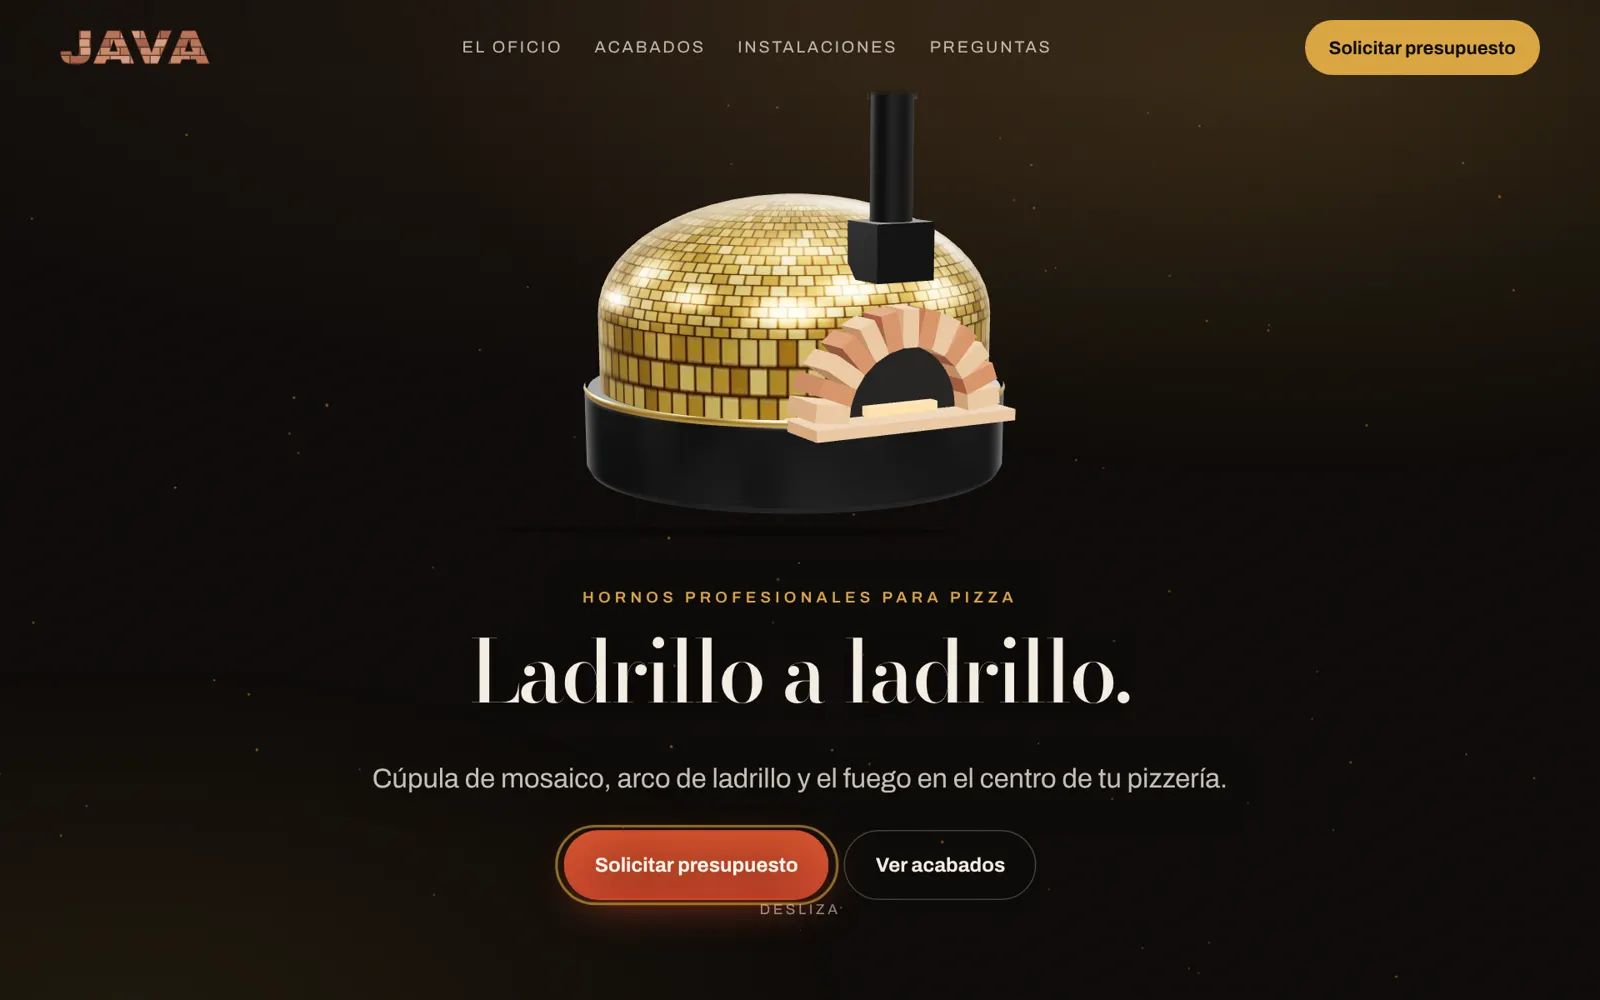 JAVA
EL OFICIO
ACABADOS
INSTALACIONES
PREGUNTAS
Solicitar presupuesto
HORNOS PROFESIONALES PARA PIZZA
Ladrillo a ladrillo.
Cúpula de mosaico, arco de ladrillo y el fuego en el centro de tu pizzería.
Solicitar presupuesto
Ver acabados
DESLIZA